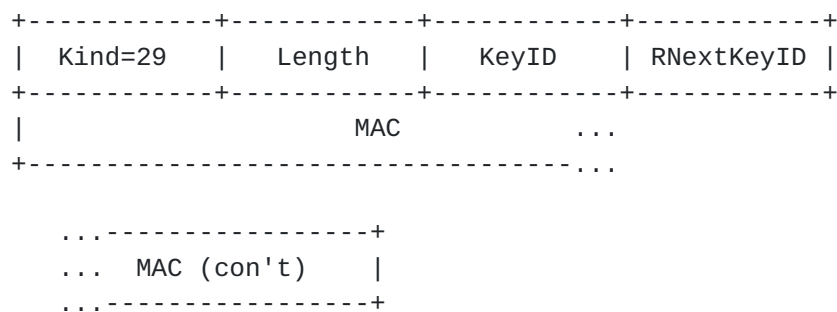 +------------+------------+------------+------------+
|  Kind=29   |   Length   |   KeyID    | RNextKeyID |
+------------+------------+------------+------------+
|                     MAC           ...
+-----------------------------------...

   ...-----------------+
   ...  MAC (con't)    |
   ...-----------------+